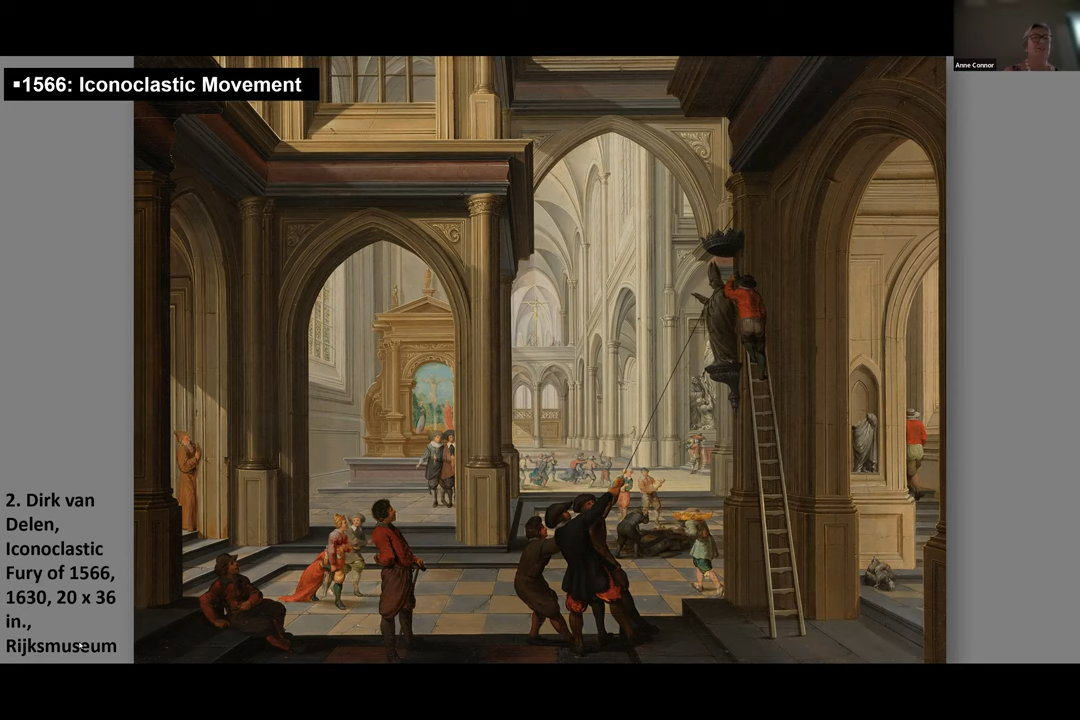 ▪1566: Iconoclastic Movement
Anne Connor
2. Dirk van
Delen,
Iconoclastic
Fury of 1566,
1630, 20 x 36
in.,
Rijksmuseum